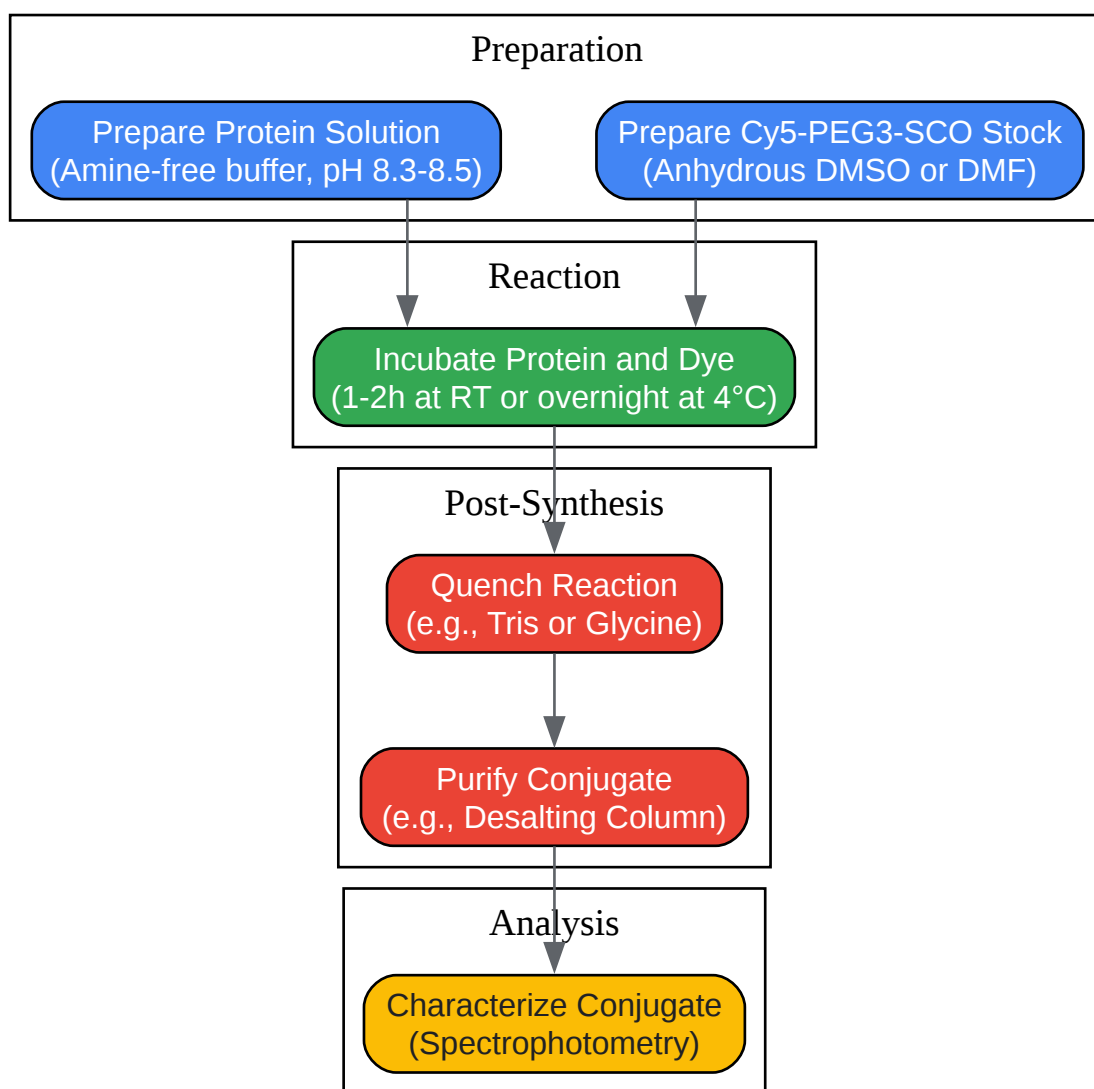 Preparation
Prepare Protein Solution
(Amine-free buffer, pH 8.3-8.5)
Prepare Cy5-PEG3-SCO Stock
(Anhydrous DMSO or DMF)
Reaction
Incubate Protein and Dye
(1-2h at RT or overnight at 4°C)
Post-Synthesis
Quench Reaction
(e.g., Tris or Glycine)
Purify Conjugate
(e.g., Desalting Column)
Analysis
Characterize Conjugate
(Spectrophotometry)